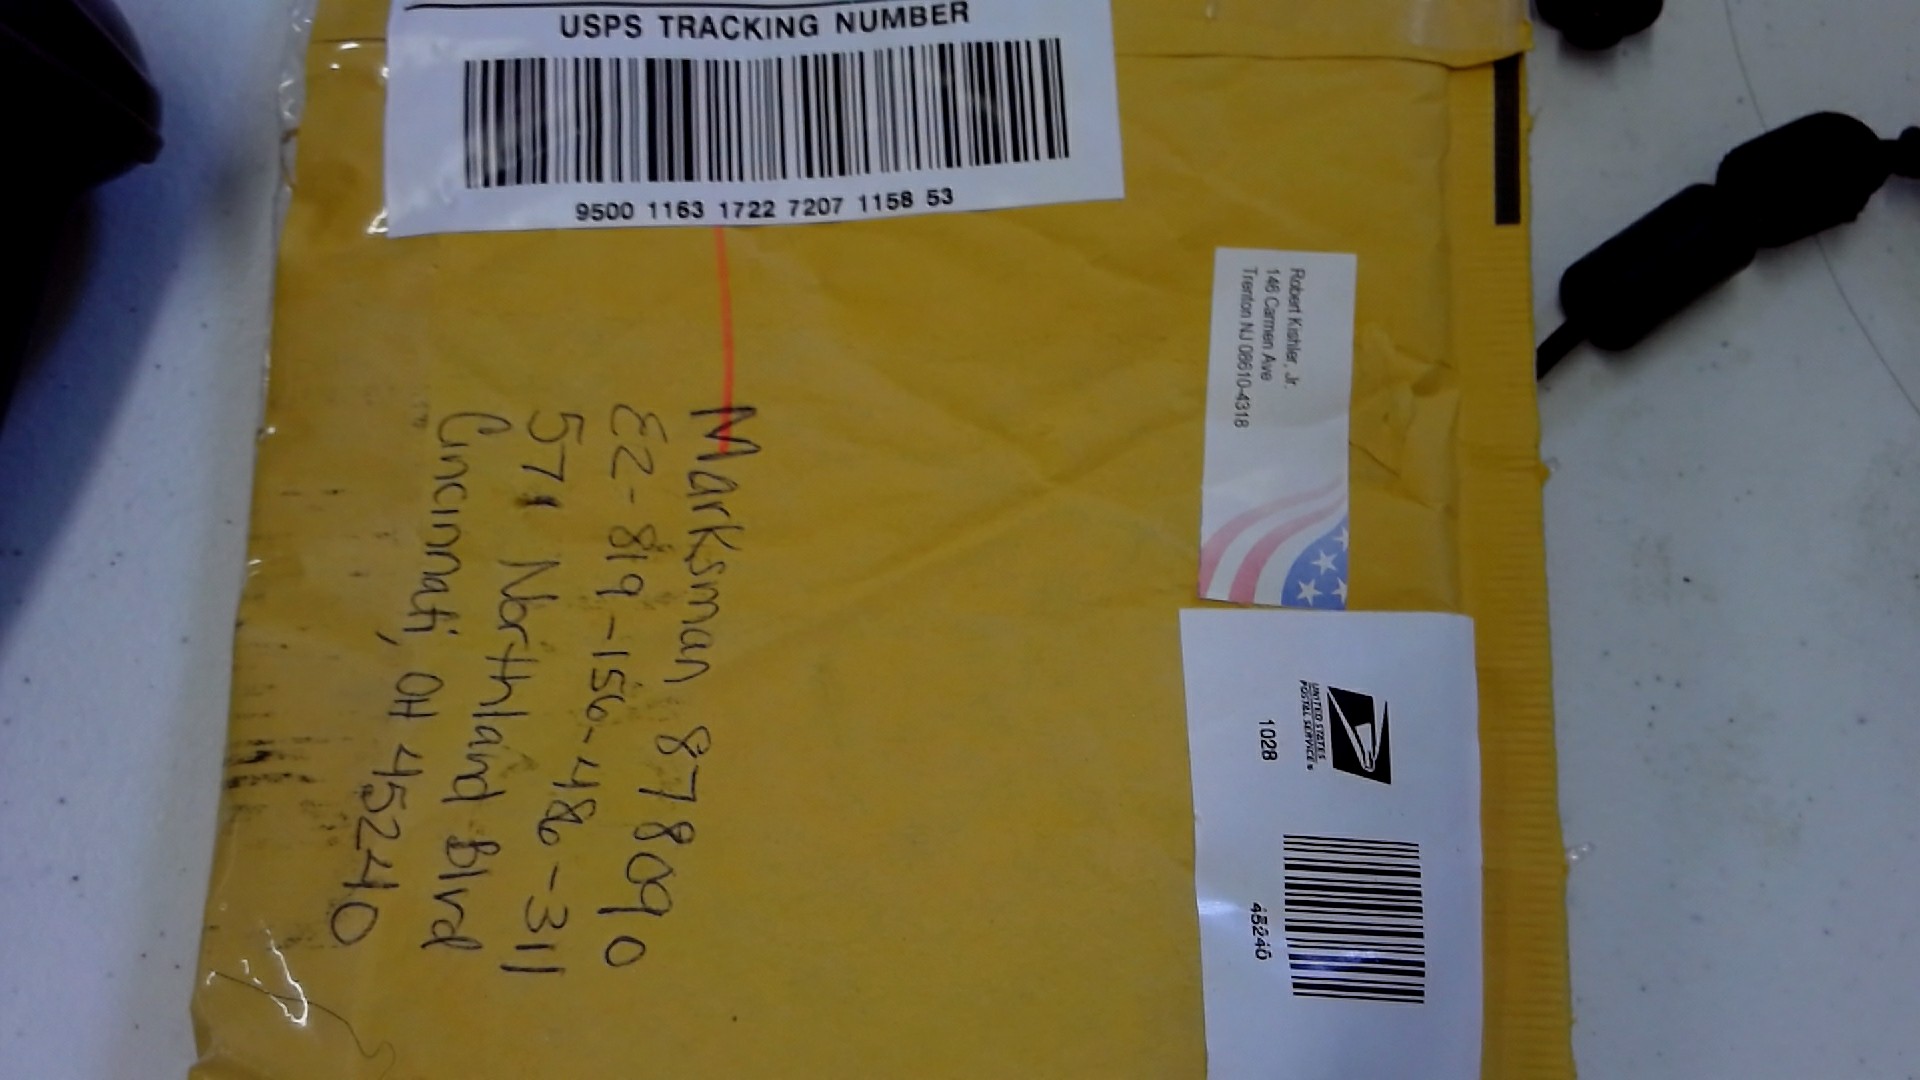 USPS TRACKING NUMBER
9500 1163 1722 7207 1158 53
Robert Kishler, Jr.
146 Carmen Ave
Trenton NJ 08610-4318
UNITED STATES
POSTAL SERVICE®
1028
45240
Marksman 878090
EZ-819-156-486-311
571 Northland Blvd
Cincinnati, OH 45240